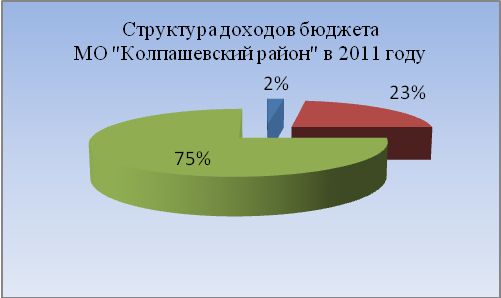 Структура доходов бюджета
МО "Колпашевский район" в 2011 году
2%
23%
75%